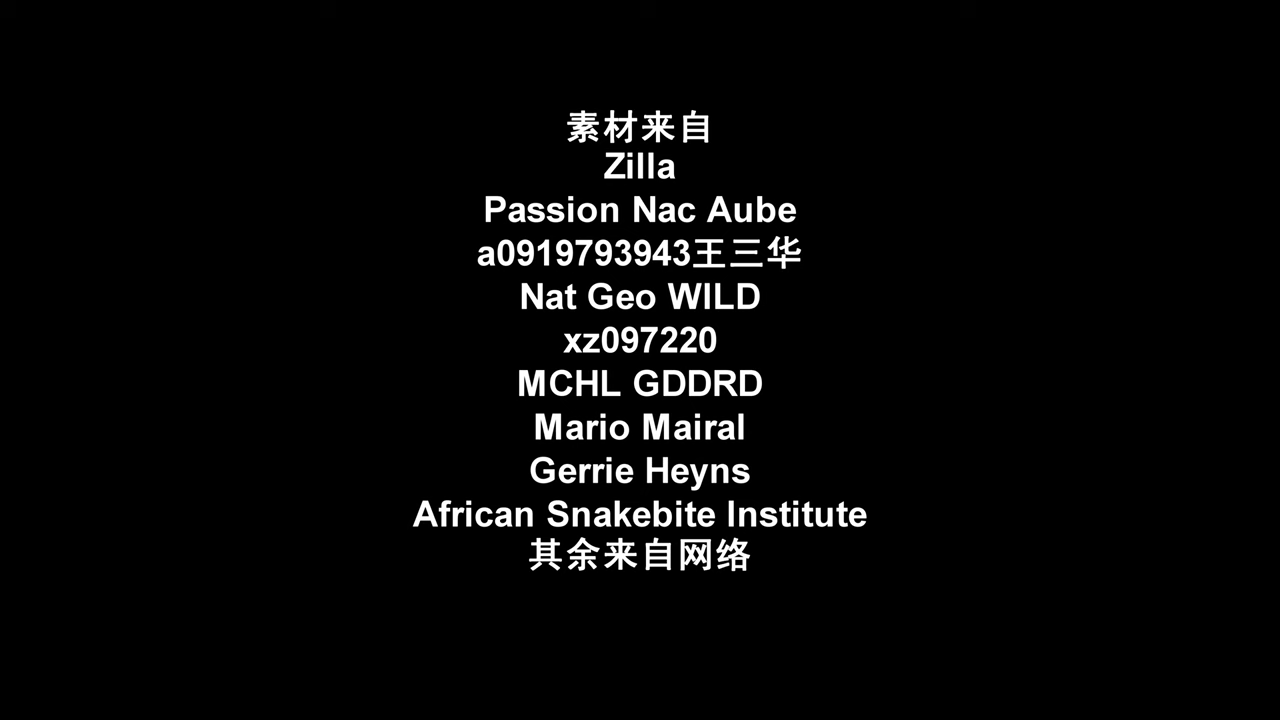 素材来自
Zilla
Passion Nac Aube
a0919793943王三华
Nat Geo WILD
xz097220
MCHL GDDRD
Mario Mairal
Gerrie Heyns
African Snakebite Institute
其余来自网络